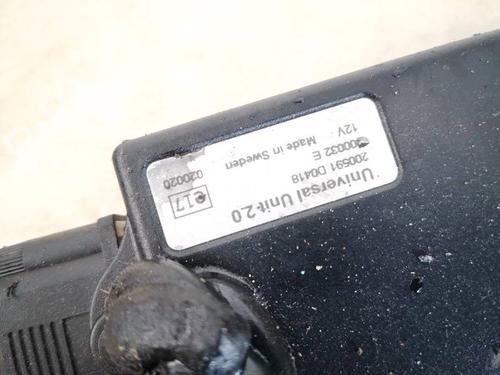 Universal Unit 2.0
200591 D0418
000032 E
12V Made in Sweden
e17
020020